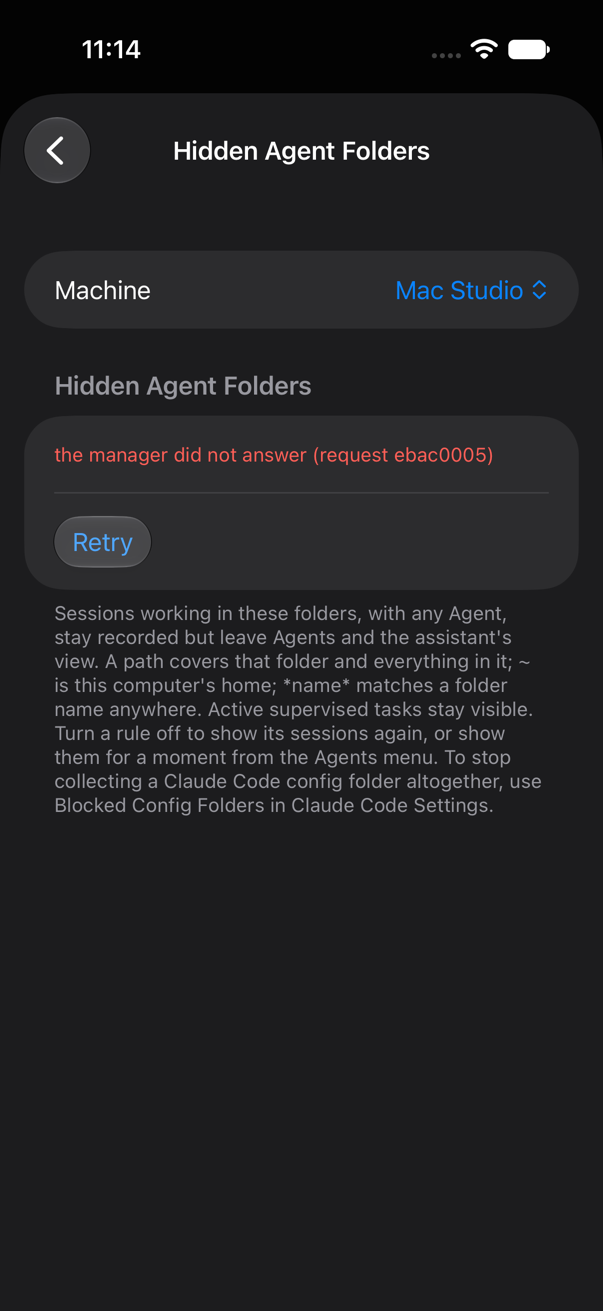 11:14
Hidden Agent Folders
Machine
Mac Studio
Hidden Agent Folders
the manager did not answer (request ebac0005)
Retry
Sessions working in these folders, with any Agent,
stay recorded but leave Agents and the assistant's
view. A path covers that folder and everything in it; ~
is this computer's home; *name* matches a folder
name anywhere. Active supervised tasks stay visible.
Turn a rule off to show its sessions again, or show
them for a moment from the Agents menu. To stop
collecting a Claude Code config folder altogether, use
Blocked Config Folders in Claude Code Settings.